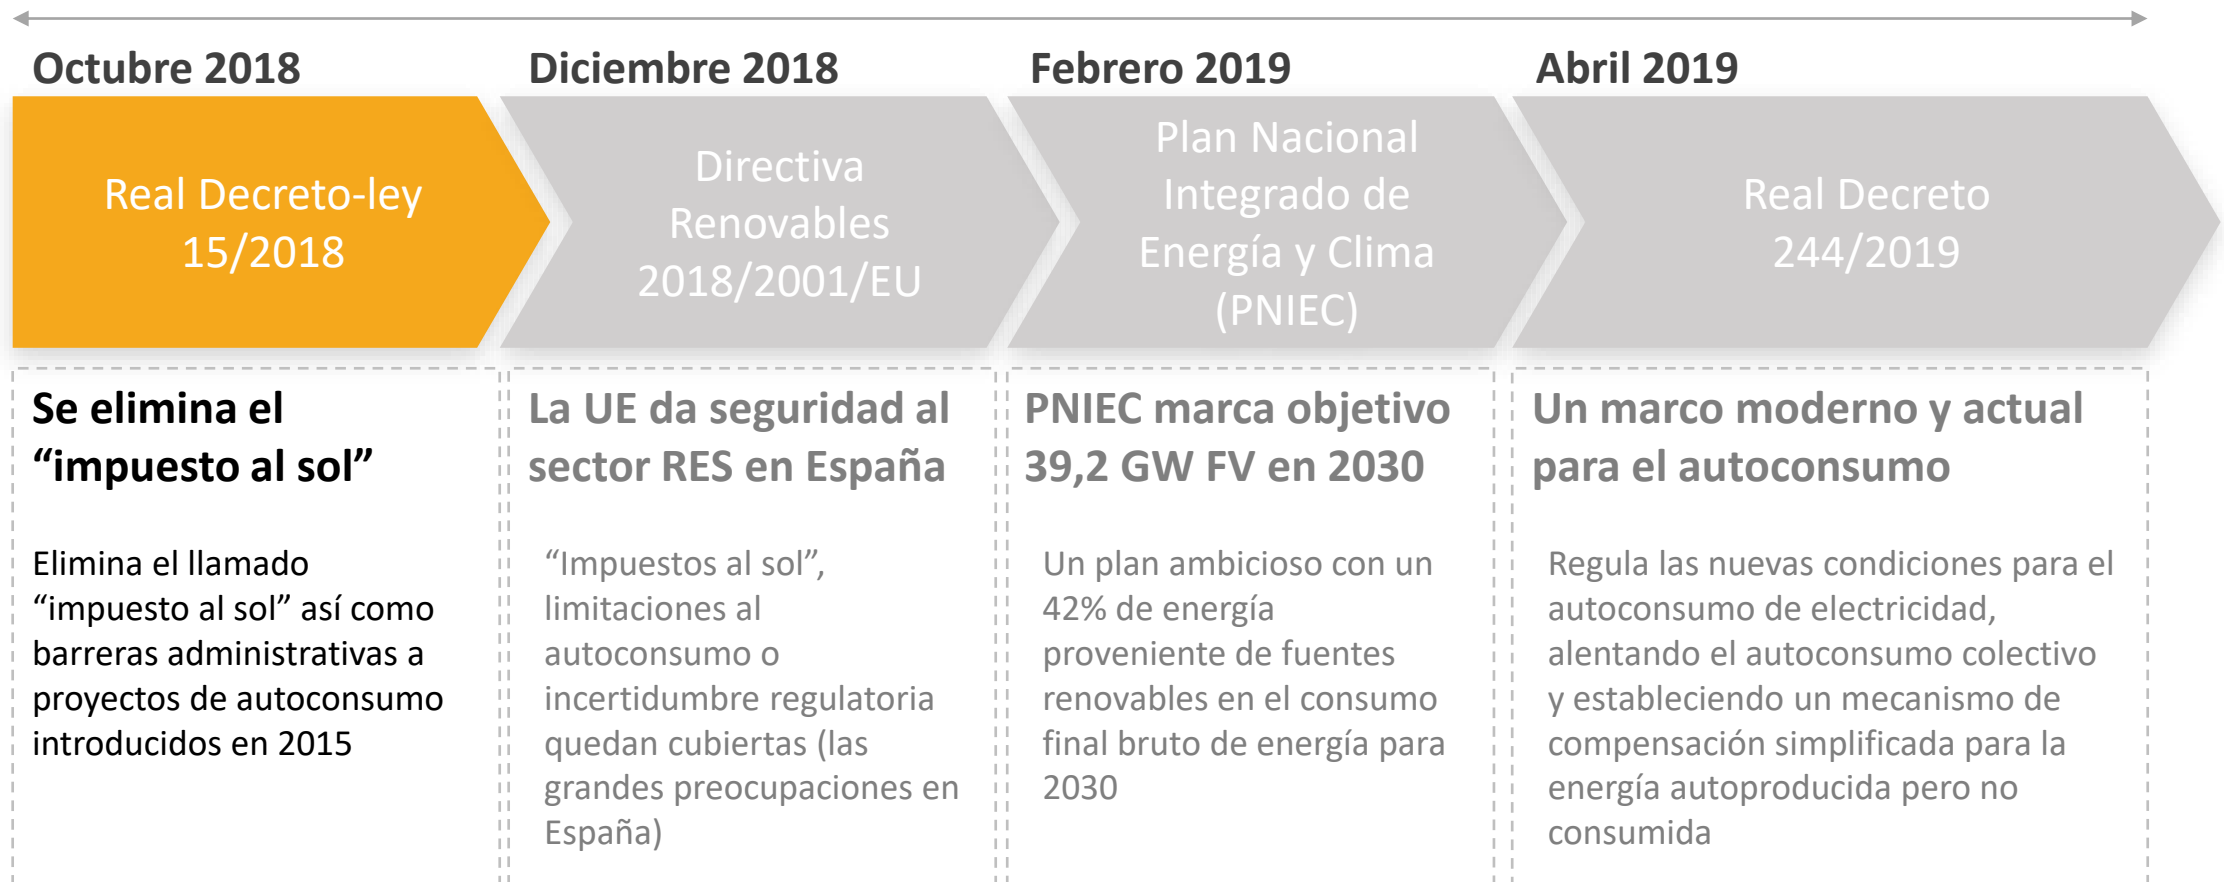 Octubre 2018
Real Decreto-ley
15/2018
Se elimina el
“impuesto al sol”
Elimina el llamado
“impuesto al sol” así como
barreras administrativas a
proyectos de autoconsumo
introducidos en 2015
Diciembre 2018
Directiva
Renovables
2018/2001/EU
La UE da seguridad al
sector RES en España
“Impuestos al sol”,
limitaciones al
autoconsumo o
incertidumbre regulatoria
quedan cubiertas (las
grandes preocupaciones en
España)
Febrero 2019
Plan Nacional
Integrado de
Energía y Clima
(PNIEC)
PNIEC marca objetivo
39,2 GW FV en 2030
Un plan ambicioso con un
42% de energía
proveniente de fuentes
renovables en el consumo
final bruto de energía para
2030
Abril 2019
Real Decreto
244/2019
Un marco moderno y actual
para el autoconsumo
Regula las nuevas condiciones para el
autoconsumo de electricidad,
alentando el autoconsumo colectivo
y estableciendo un mecanismo de
compensación simplificada para la
energía autoproducida pero no
consumida